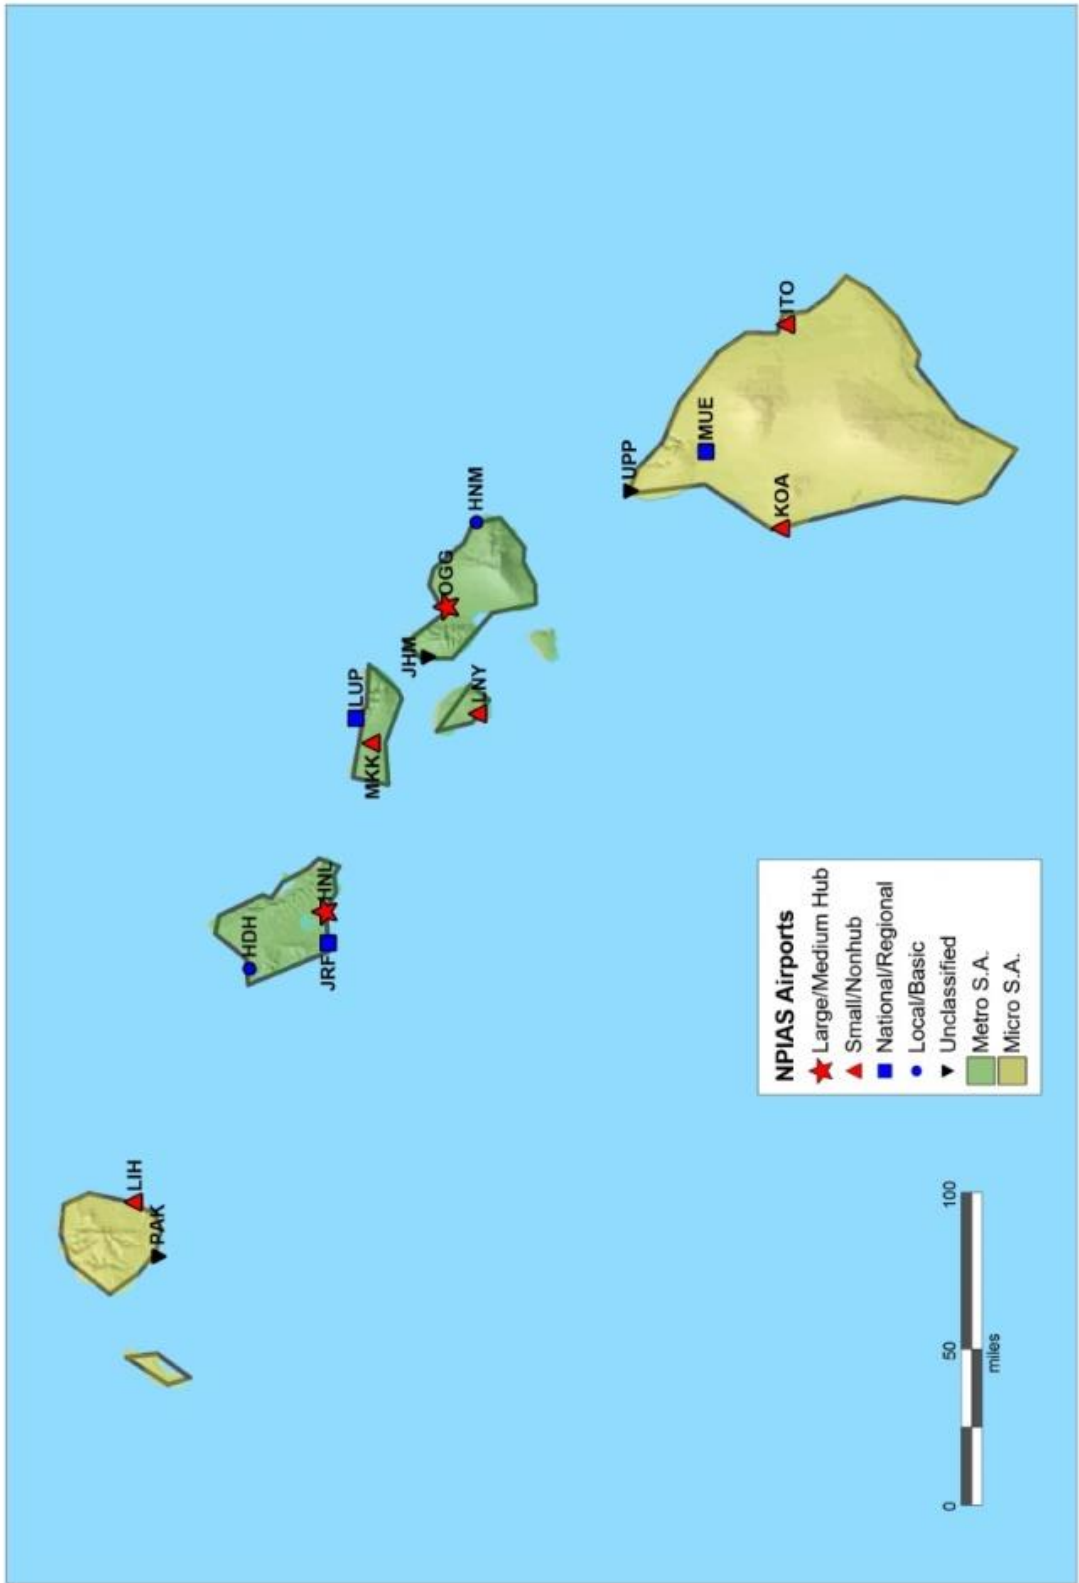 LIH
PAK
HDH
HNL
JRF
LUP
MKK
JHM
OGG
HNM
LNY
UPP
MUE
KOA
ITO
NPIAS Airports
Large/Medium Hub
Small/Nonhub
National/Regional
Local/Basic
Unclassified
Metro S.A.
Micro S.A.
0 50 100
miles